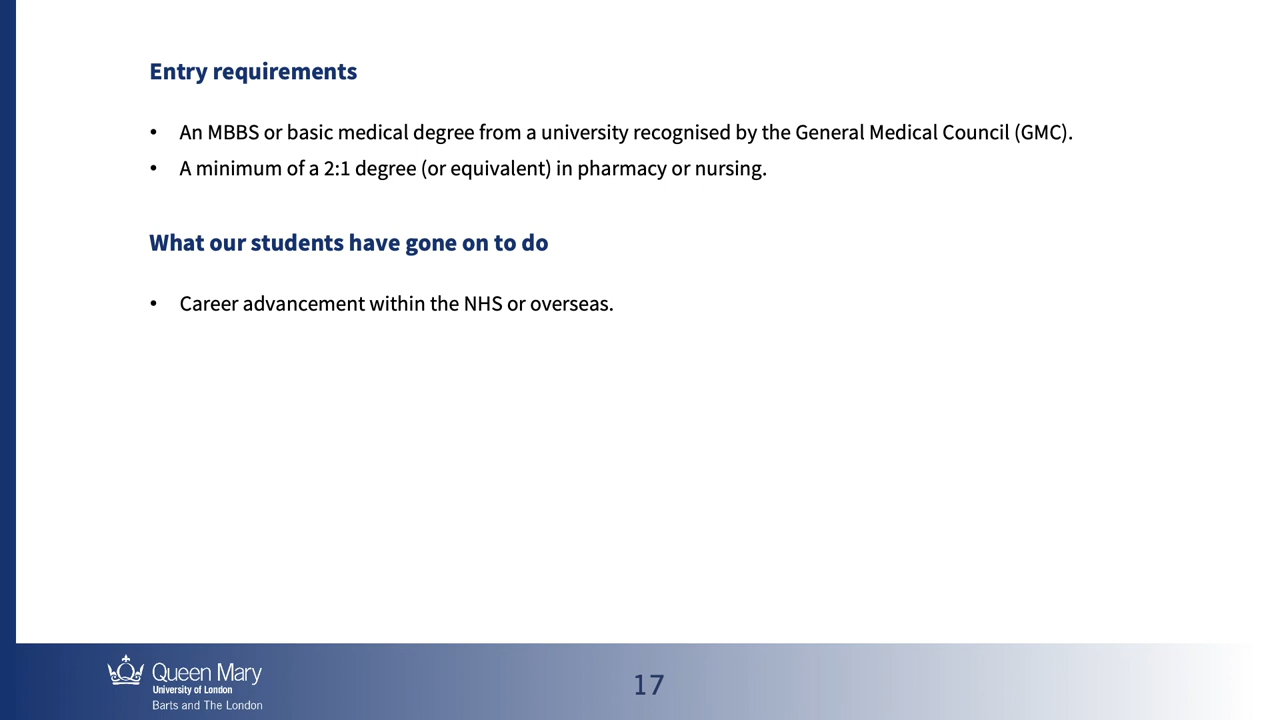 Entry requirements
• An MBBS or basic medical degree from a university recognised by the General Medical Council (GMC).
• A minimum of a 2:1 degree (or equivalent) in pharmacy or nursing.
What our students have gone on to do
• Career advancement within the NHS or overseas.
Queen Mary
University of London
Barts and The London
17